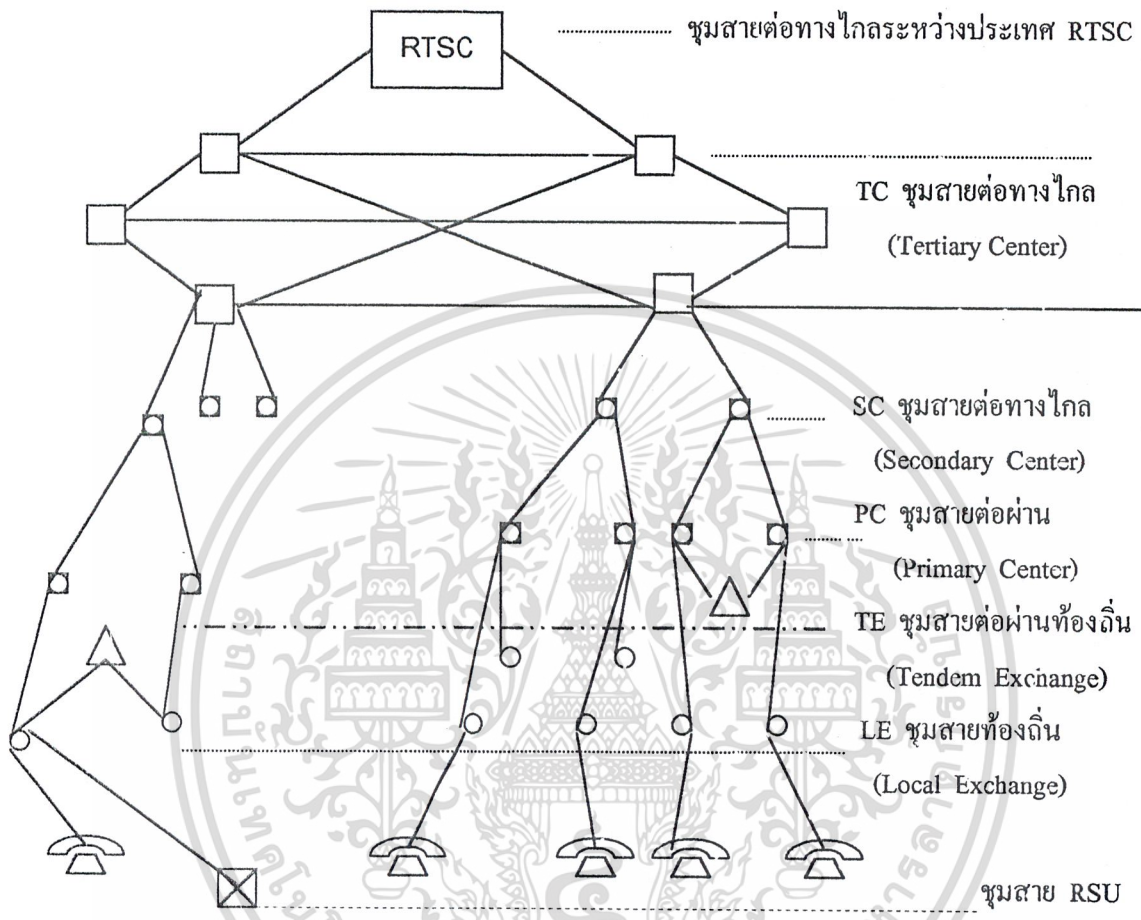 RTSC
ชุมสายต่อทางไกลระหว่างประเทศ RTSC
TC ชุมสายต่อทางไกล
(Tertiary Center)
SC ชุมสายต่อทางไกล
(Secondary Center)
PC ชุมสายต่อผ่าน
(Primary Center)
TE ชุมสายต่อผ่านท้องถิ่น
(Tendem Exchange)
LE ชุมสายท้องถิ่น
(Local Exchange)
ชุมสาย RSU